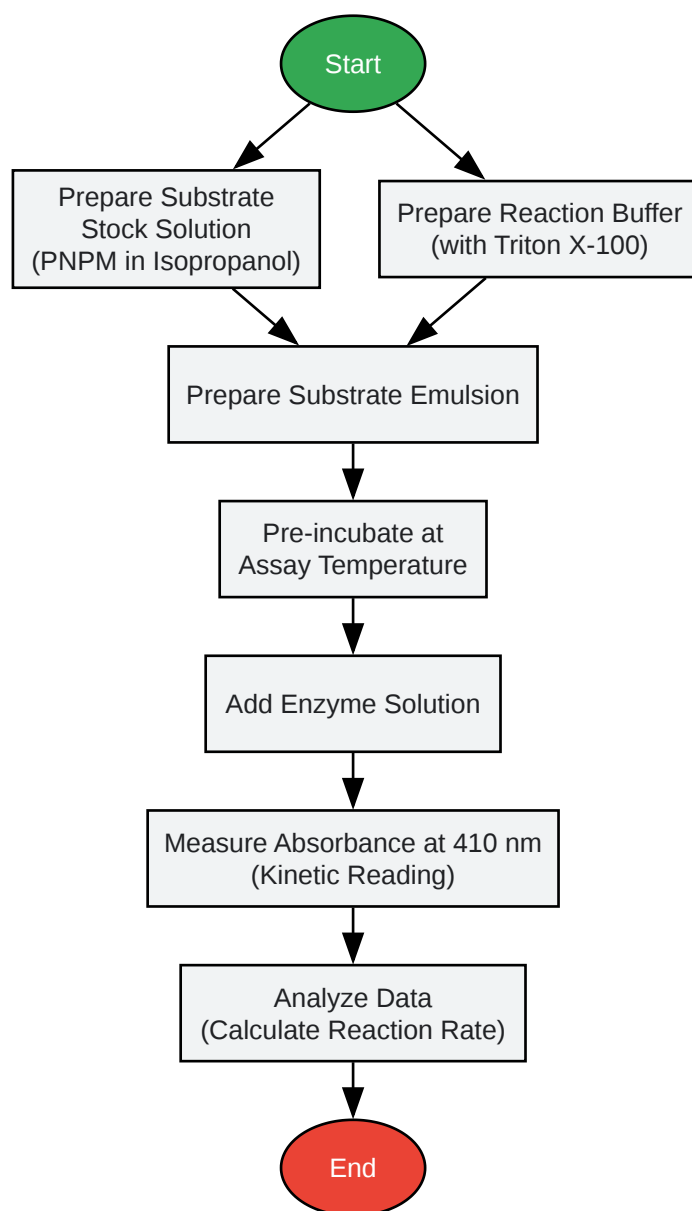 Start
Prepare Substrate
Stock Solution
(PNPM in Isopropanol)
Prepare Reaction Buffer
(with Triton X-100)
Prepare Substrate Emulsion
Pre-incubate at
Assay Temperature
Add Enzyme Solution
Measure Absorbance at 410 nm
(Kinetic Reading)
Analyze Data
(Calculate Reaction Rate)
End